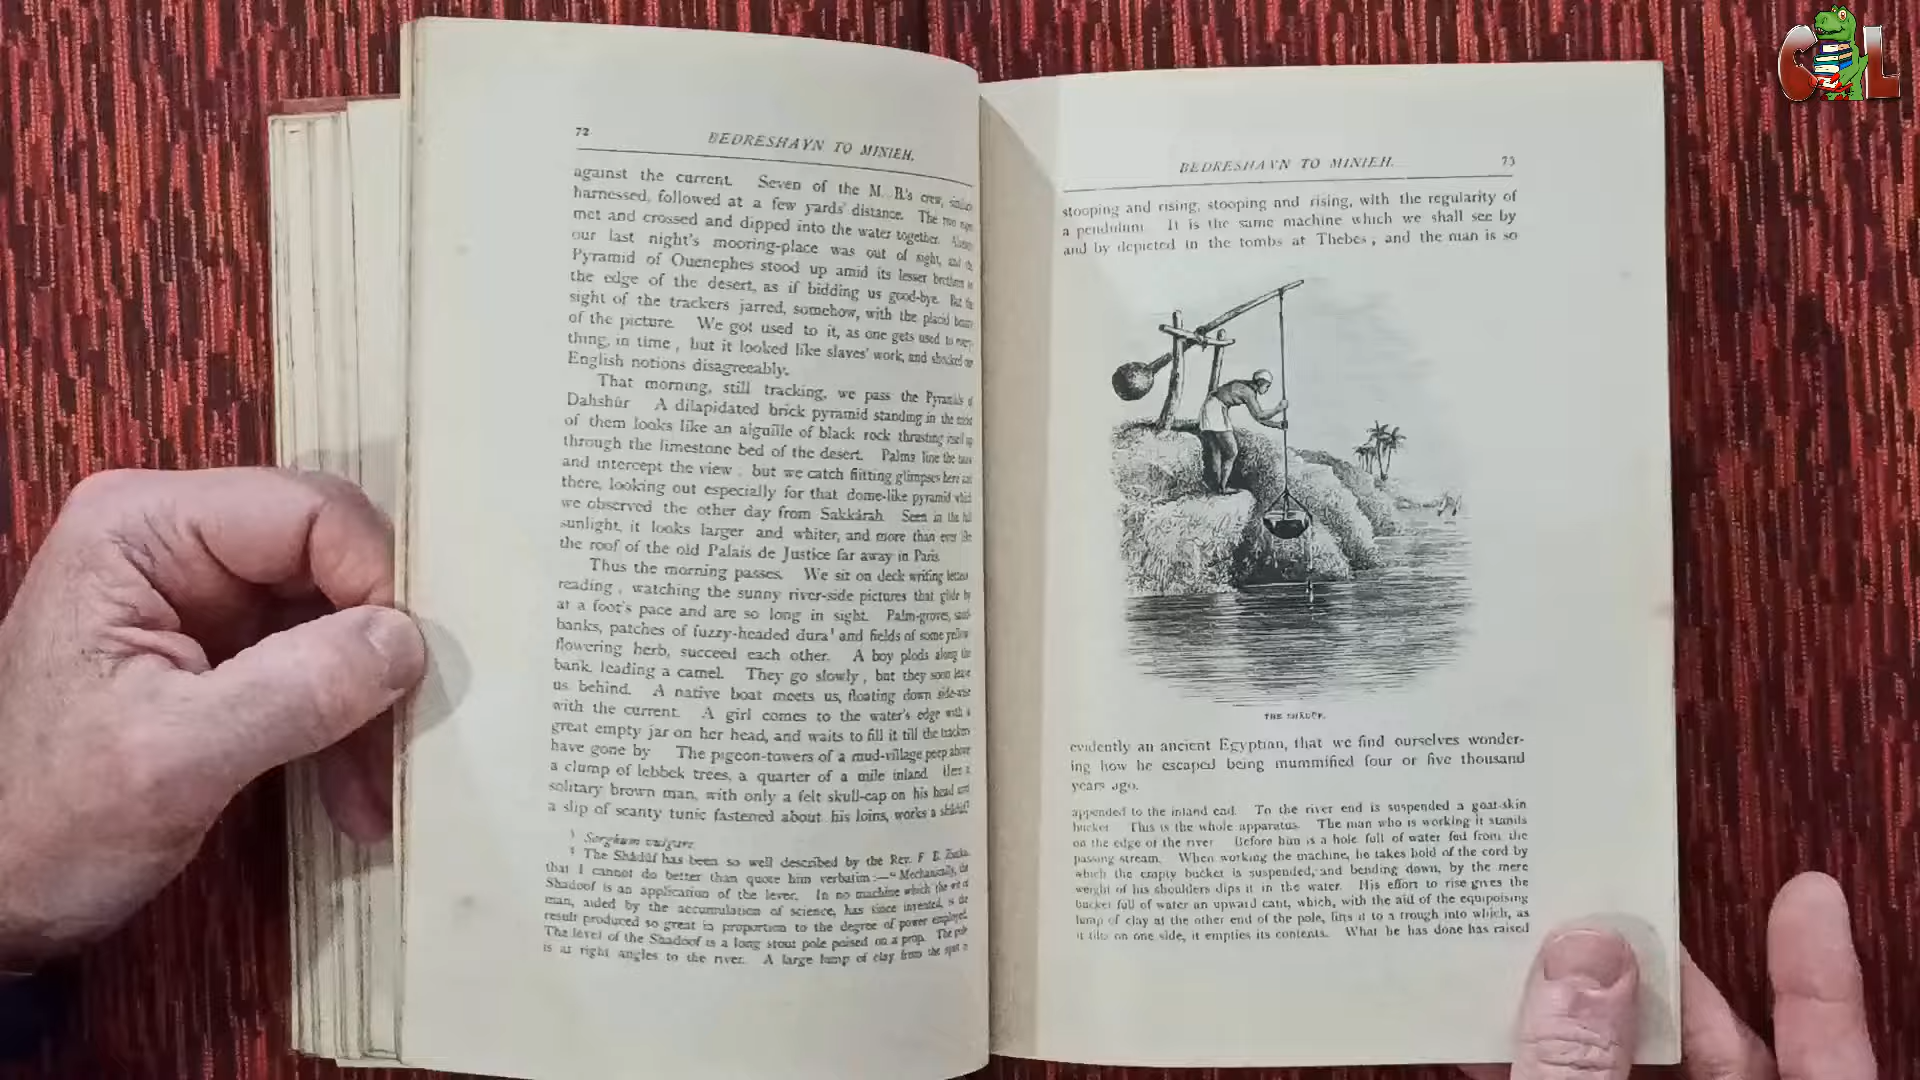 72
BEDRESHAYN TO MINIEH.
against the current. Seven of the M. B.'s crew,
harnessed, followed at a few yards' distance. The two
met and crossed and dipped into the water together.
our last night's mooring-place was out of sight, and the
Pyramid of Ouenephes stood up amid its lesser brethren
the edge of the desert, as if bidding us good-bye. But the
sight of the trackers jarred, somehow, with the placid
of the picture. We got used to it, as one gets used to every-
thing, in time, but it looked like slaves' work, and shocked our
English notions disagreeably.
That morning, still tracking, we pass the Pyramids of
Dahshûr A dilapidated brick pyramid standing in the midst
of them looks like an aiguille of black rock thrusting itself up
through the limestone bed of the desert. Palms line the bank
and intercept the view, but we catch flitting glimpses here and
there, looking out especially for that dome-like pyramid which
we observed the other day from Sakkârah Seen in the full
sunlight, it looks larger and whiter, and more than ever like
the roof of the old Palais de Justice far away in Paris
Thus the morning passes. We sit on deck writing letters
reading, watching the sunny river-side pictures that glide by
at a foot's pace and are so long in sight. Palm-groves, sand-
banks, patches of fuzzy-headed dura¹ and fields of some yellow
flowering herb, succeed each other. A boy plods along the
bank, leading a camel. They go slowly, but they soon leave
us behind. A native boat meets us, floating down side-wise
with the current. A girl comes to the water's edge with a
great empty jar on her head, and waits to fill it till the trackers
have gone by The pigeon-towers of a mud-village peep above
a clump of lebbek trees, a quarter of a mile inland Here a
solitary brown man, with only a felt skull-cap on his head and
a slip of scanty tunic fastened about his loins, works a shâdûf²
Sorghum vulgare
The Shâdûf has been so well described by the Rev. F. B. Zincke
that I cannot do better than quote him verbatim:—"Mechanically, the
Shadoof is an application of the lever. In no machine which the wit of
man, aided by the accumulation of science, has since invented, is the
result produced so great in proportion to the degree of power employed.
The level of the Shadoof is a long stout pole poised on a prop. The pole
is at right angles to the river. A large lump of clay from the spot is
BEDRESHAYN TO MINIEH.
73
stooping and rising, stooping and rising, with the regularity of
a pendulum. It is the same machine which we shall see by
and by depicted in the tombs at Thebes, and the man is so
THE SHÂDÛF.
evidently an ancient Egyptian, that we find ourselves wonder-
ing how he escaped being mummified four or five thousand
years ago.
appended to the inland end. To the river end is suspended a goat-skin
bucket This is the whole apparatus. The man who is working it stands
on the edge of the river Before him is a hole full of water fed from the
passing stream. When working the machine, he takes hold of the cord by
which the empty bucket is suspended, and bending down, by the mere
weight of his shoulders dips it in the water. His effort to rise gives the
bucket full of water an upward cant, which, with the aid of the equipoising
lump of clay at the other end of the pole, lifts it to a trough into which, as
it tilts on one side, it empties its contents. What he has done has raised
C L